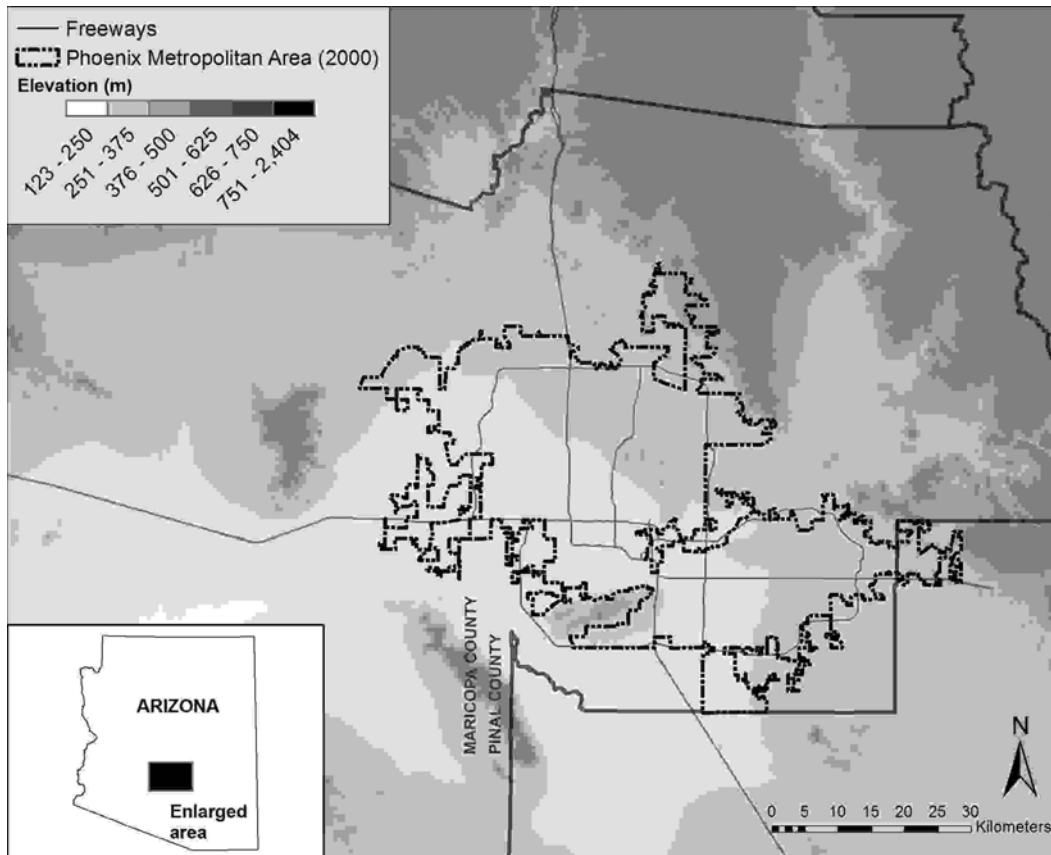 Freeways
Phoenix Metropolitan Area (2000)
Elevation (m)
123 - 250
251 - 375
376 - 500
501 - 625
626 - 750
751 - 2,404
MARICOPA COUNTY
PINAL COUNTY
ARIZONA
Enlarged
area
N
0 5 10 15 20 25 30
Kilometers